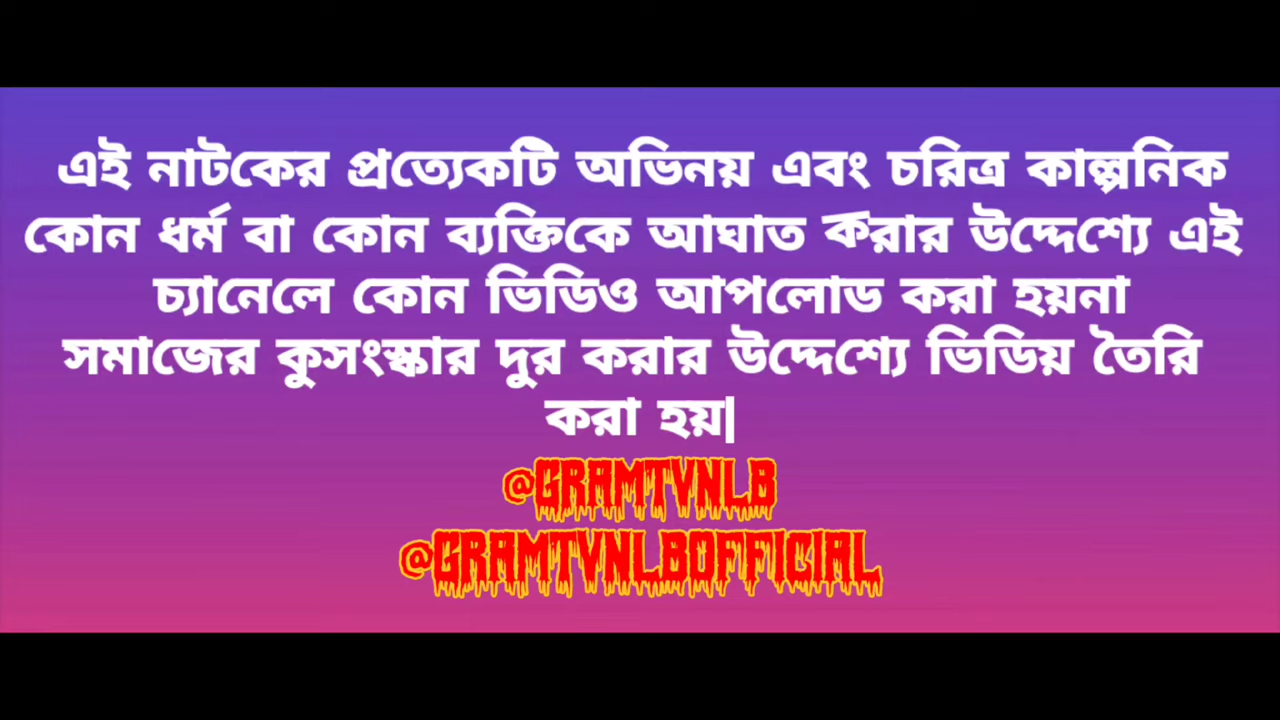 এই নাটকের প্রত্যেকটি অভিনয় এবং চরিত্র কাল্পনিক
কোন ধর্ম বা কোন ব্যক্তিকে আঘাত করার উদ্দেশ্যে এই
চ্যানেলে কোন ভিডিও আপলোড করা হয়না
সমাজের কুসংস্কার দুর করার উদ্দেশ্যে ভিডিয় তৈরি
করা হয়|
@GRAMTVNLB
@GRAMTVNLBOFFICIAL